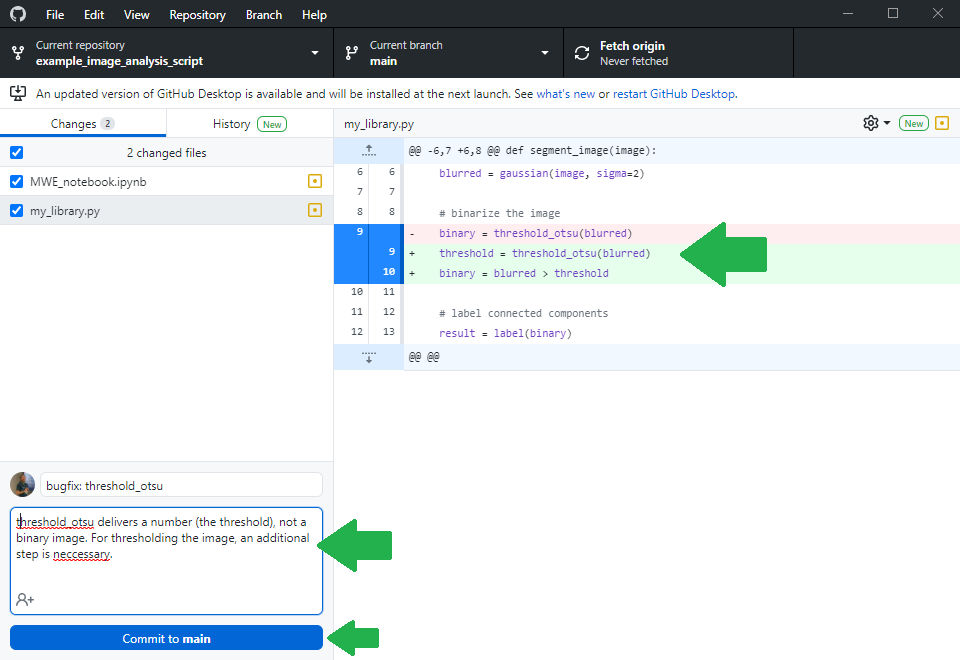 File Edit View Repository Branch Help
Current repository
example_image_analysis_script
Current branch
main
Fetch origin
Never fetched
An updated version of GitHub Desktop is available and will be installed at the next launch. See what's new or restart GitHub Desktop.
Changes 2
History New
my_library.py
New
2 changed files
MWE_notebook.ipynb
my_library.py
@@ -6,7 +6,8 @@ def segment_image(image):
6 6 blurred = gaussian(image, sigma=2)
7 7
8 8 # binarize the image
9 - binary = threshold_otsu(blurred)
9 + threshold = threshold_otsu(blurred)
10 + binary = blurred > threshold
10 11
11 12 # label connected components
12 13 result = label(binary)
@@ @@
bugfix: threshold_otsu
threshold_otsu delivers a number (the threshold), not a
binary image. For thresholding the image, an additional
step is neccessary.
Commit to main